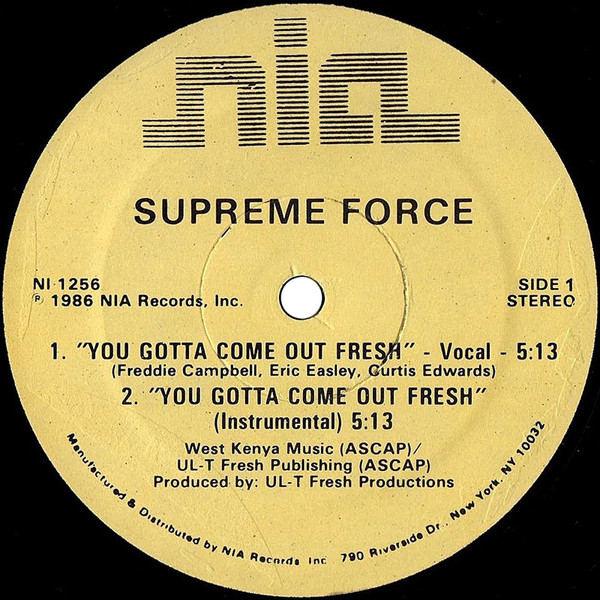 nia
SUPREME FORCE
NI 1256
℗ 1986 NIA Records, Inc.
SIDE 1
STEREO
1. "YOU GOTTA COME OUT FRESH" - Vocal - 5:13
(Freddie Campbell, Eric Easley, Curtis Edwards)
2. "YOU GOTTA COME OUT FRESH"
(Instrumental) 5:13
West Kenya Music (ASCAP)/
UL-T Fresh Publishing (ASCAP)
Produced by: UL-T Fresh Productions
Manufactured & Distributed by NIA Records Inc 790 Riverside Dr., New York, NY 10032